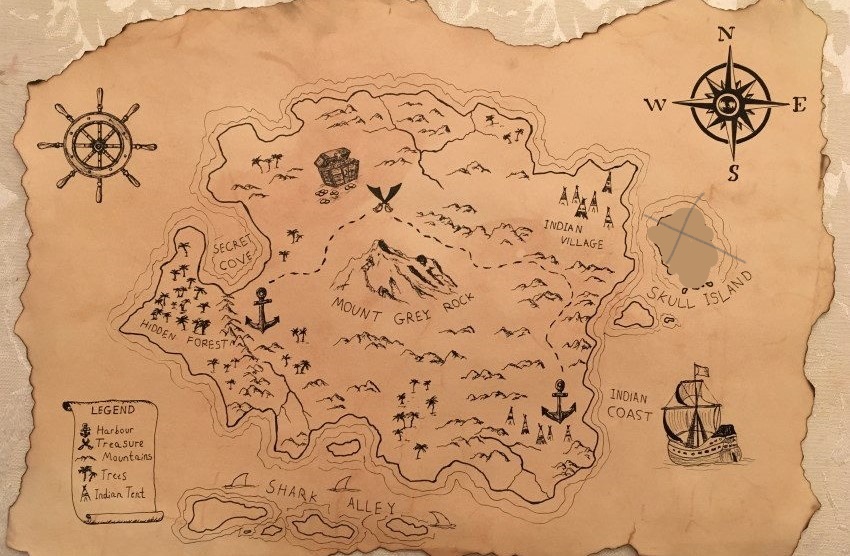 N
W E
S
SECRET
COVE
INDIAN
VILLAGE
SKULL ISLAND
MOUNT GREY ROCK
HIDDEN FOREST
INDIAN
COAST
LEGEND
Harbour
Treasure
Mountains
Trees
Indian Tent
SHARK ALLEY